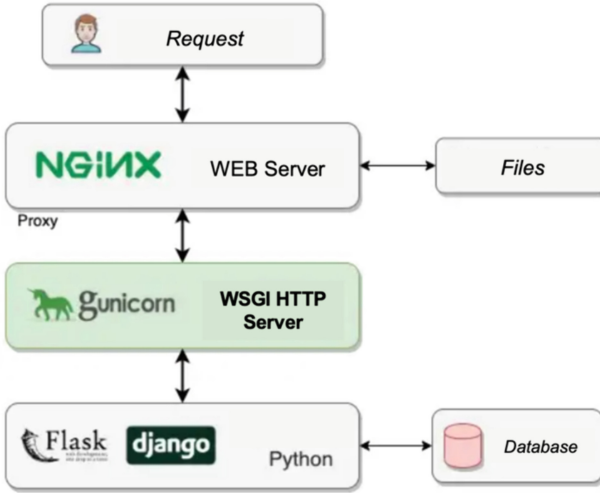 Request
NGINX WEB Server
Files
Proxy
gunicorn WSGI HTTP
Server
Flask django Python
Database